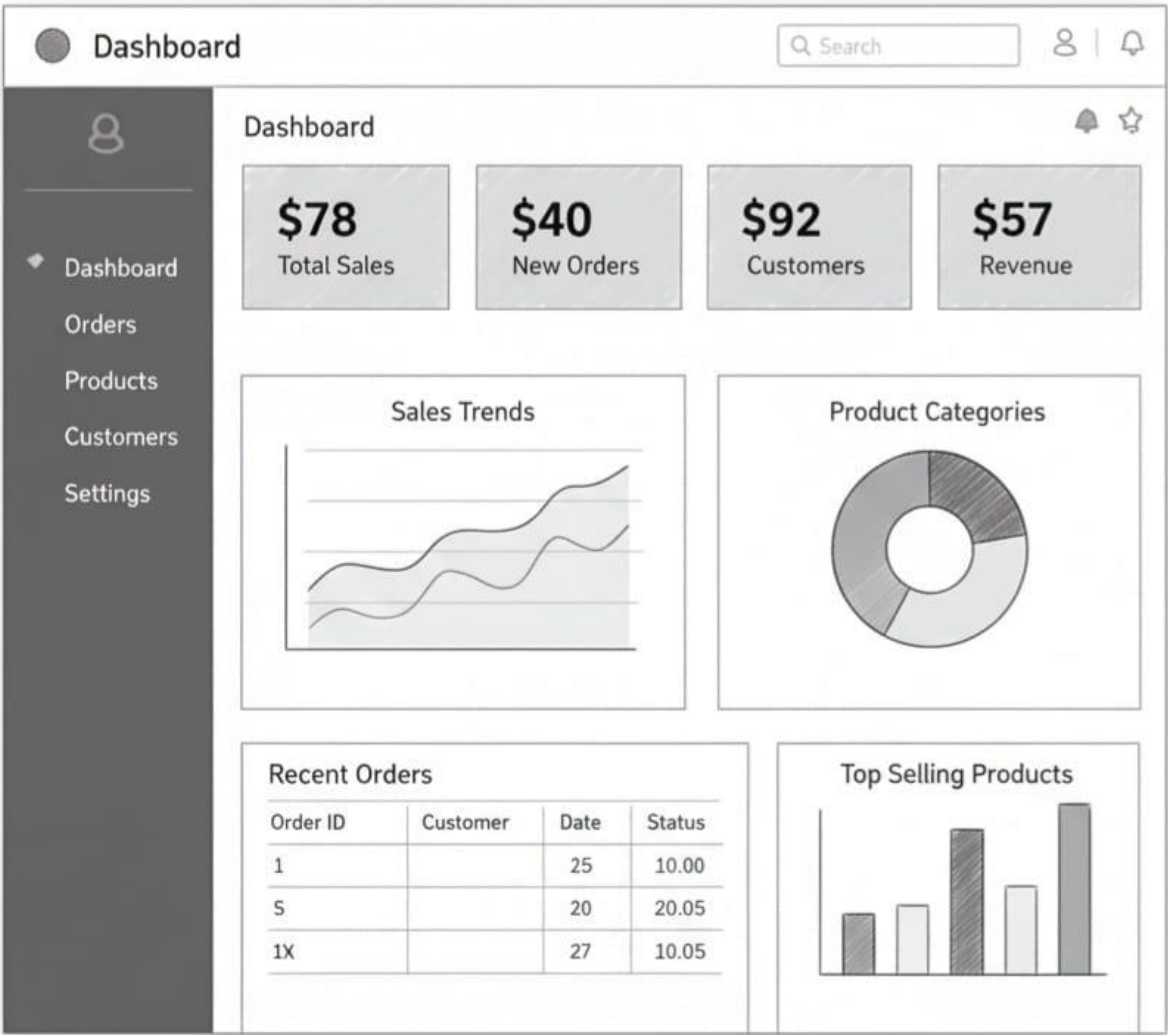 Dashboard
Search
Dashboard
Orders
Products
Customers
Settings
Dashboard
$78
Total Sales
$40
New Orders
$92
Customers
$57
Revenue
Sales Trends
Product Categories
Recent Orders
Order ID Customer Date Status
1 25 10.00
S 20 20.05
1X 27 10.05
Top Selling Products